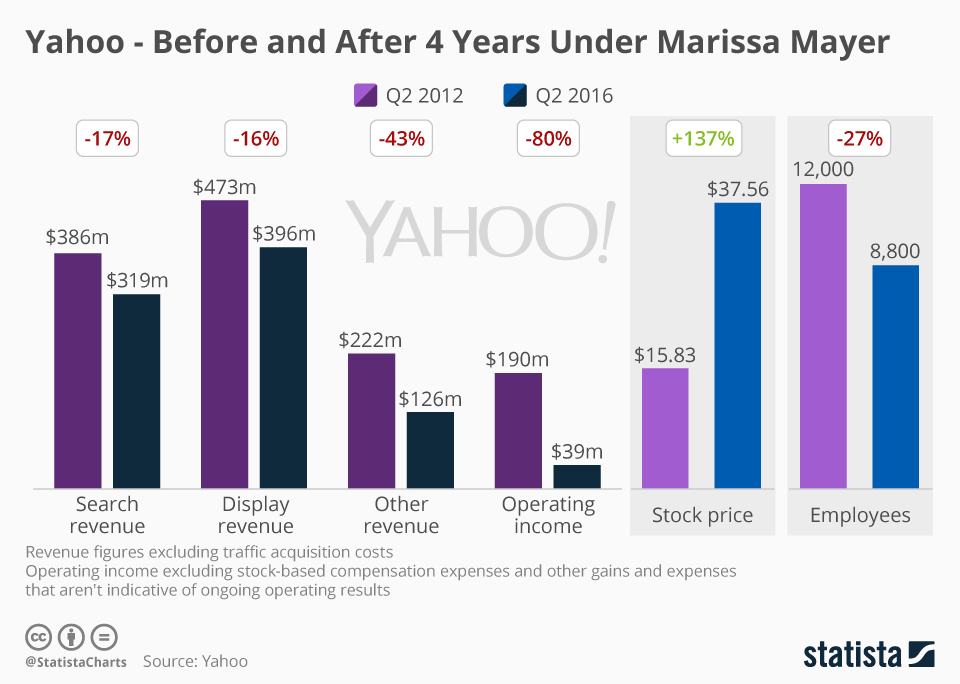 Yahoo - Before and After 4 Years Under Marissa Mayer
Q2 2012 Q2 2016
-17% -16% -43% -80% +137% -27%
12,000
$473m $37.56
YAHOO!
$386m $396m 8,800
$319m
$222m $190m $15.83
$126m
$39m
Search revenue
Display revenue
Other revenue
Operating income
Stock price
Employees
Revenue figures excluding traffic acquisition costs
Operating income excluding stock-based compensation expenses and other gains and expenses
that aren't indicative of ongoing operating results
cc =
@StatistaCharts Source: Yahoo
statista